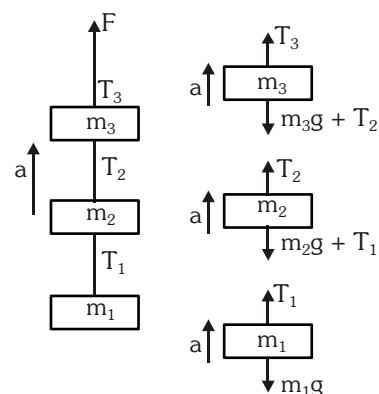 F
T₃
m₃
a
T₂
m₂
T₁
m₁
T₃
a
m₃
m₃g + T₂
T₂
a
m₂
m₂g + T₁
T₁
a
m₁
m₁g